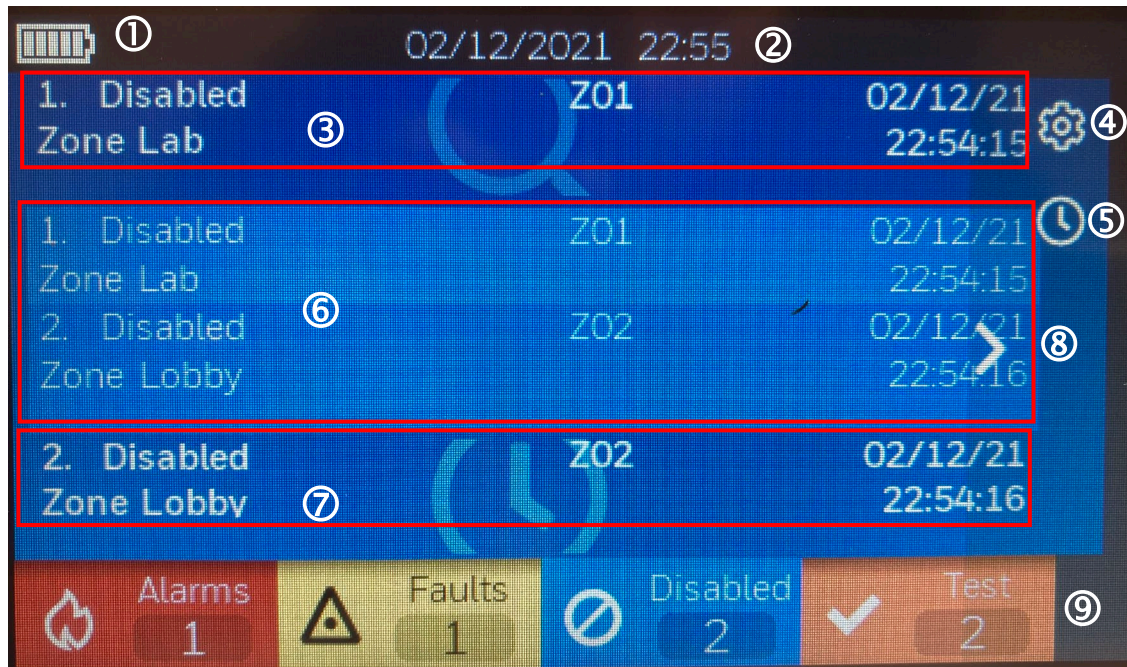 ①
02/12/2021 22:55 ②
1. Disabled Z01 02/12/21
Zone Lab ③ 22:54:15
④
⑤
1. Disabled Z01 02/12/21
Zone Lab 22:54:15
⑥
2. Disabled Z02 02/12/21
Zone Lobby 22:54:16
⑧
2. Disabled Z02 02/12/21
Zone Lobby ⑦ 22:54:16
Alarms Faults Disabled Test
1 1 2 2 ⑨